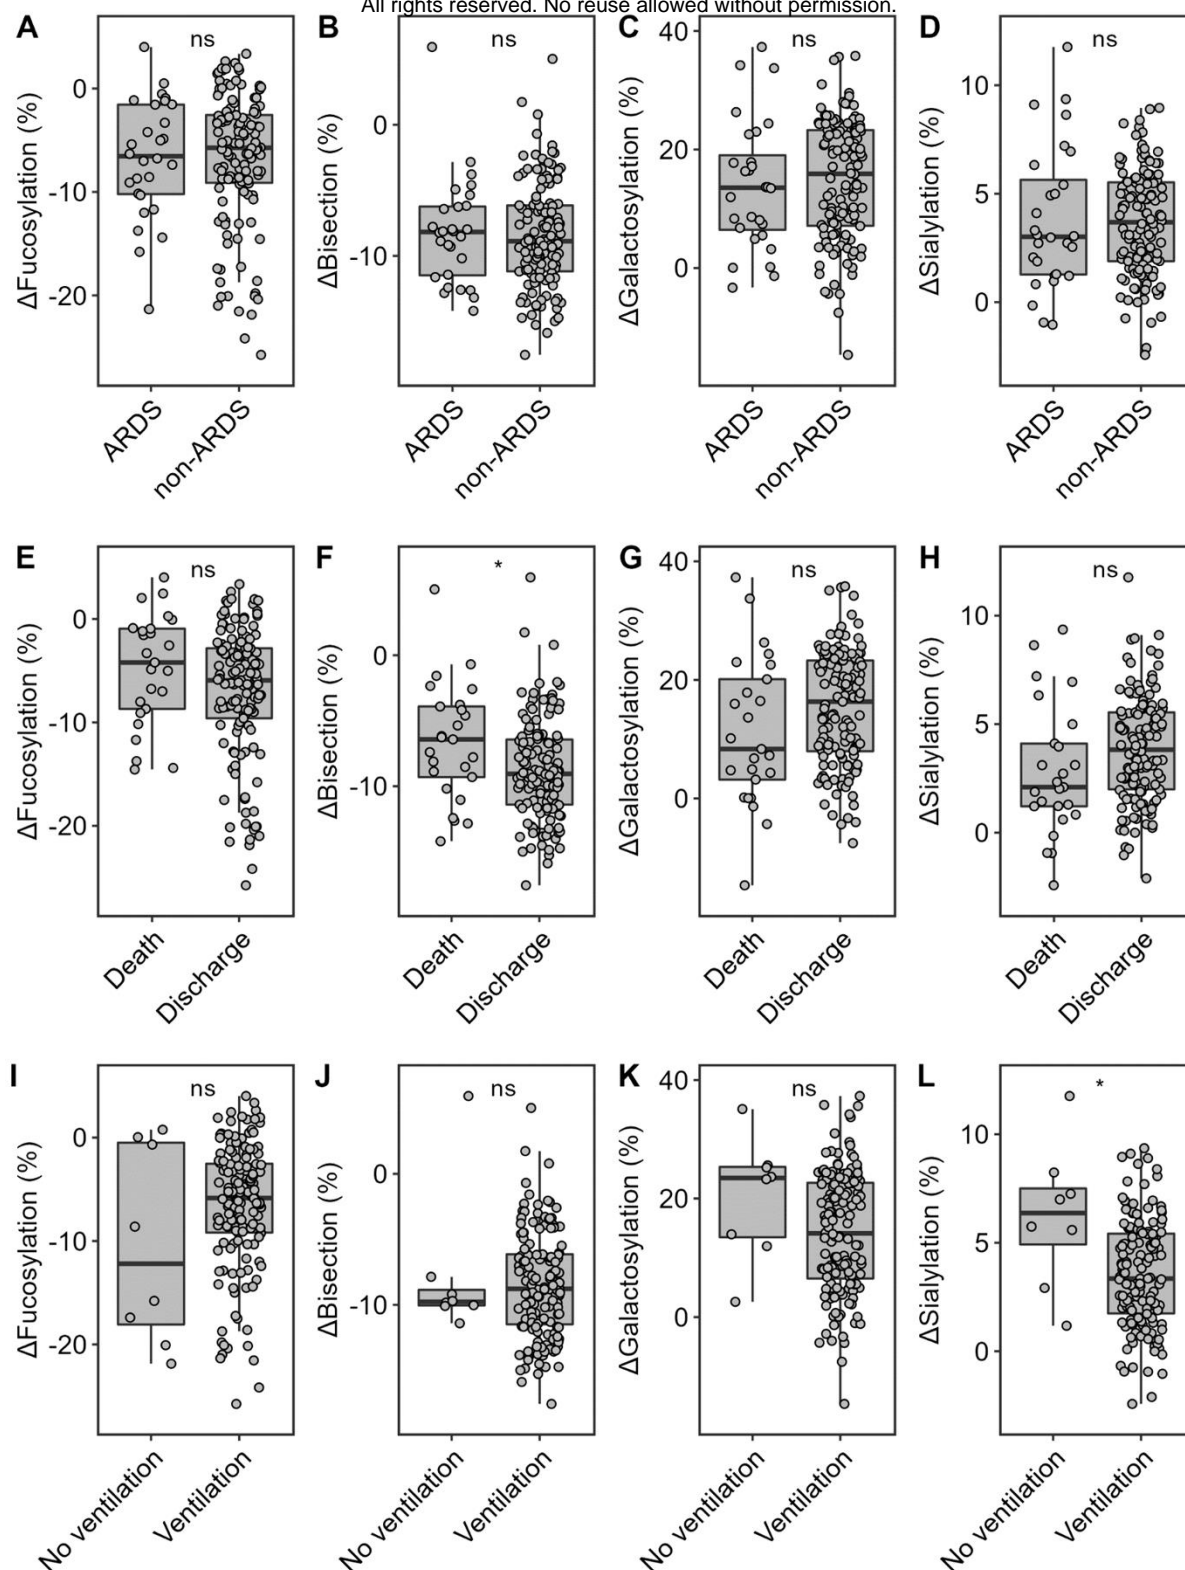 All rights reserved. No reuse allowed without permission.
A
ΔFucosylation (%)
0
-10
-20
ns
ARDS
non-ARDS
B
ΔBisection (%)
0
-10
ns
ARDS
non-ARDS
C
ΔGalactosylation (%)
40
20
0
ns
ARDS
non-ARDS
D
ΔSialylation (%)
10
5
0
ns
ARDS
non-ARDS
E
ΔFucosylation (%)
0
-10
-20
ns
Death
Discharge
F
ΔBisection (%)
0
-10
*
Death
Discharge
G
ΔGalactosylation (%)
40
20
0
ns
Death
Discharge
H
ΔSialylation (%)
10
5
0
ns
Death
Discharge
I
ΔFucosylation (%)
0
-10
-20
ns
No ventilation
Ventilation
J
ΔBisection (%)
0
-10
ns
No ventilation
Ventilation
K
ΔGalactosylation (%)
40
20
0
ns
No ventilation
Ventilation
L
ΔSialylation (%)
10
5
0
*
No ventilation
Ventilation